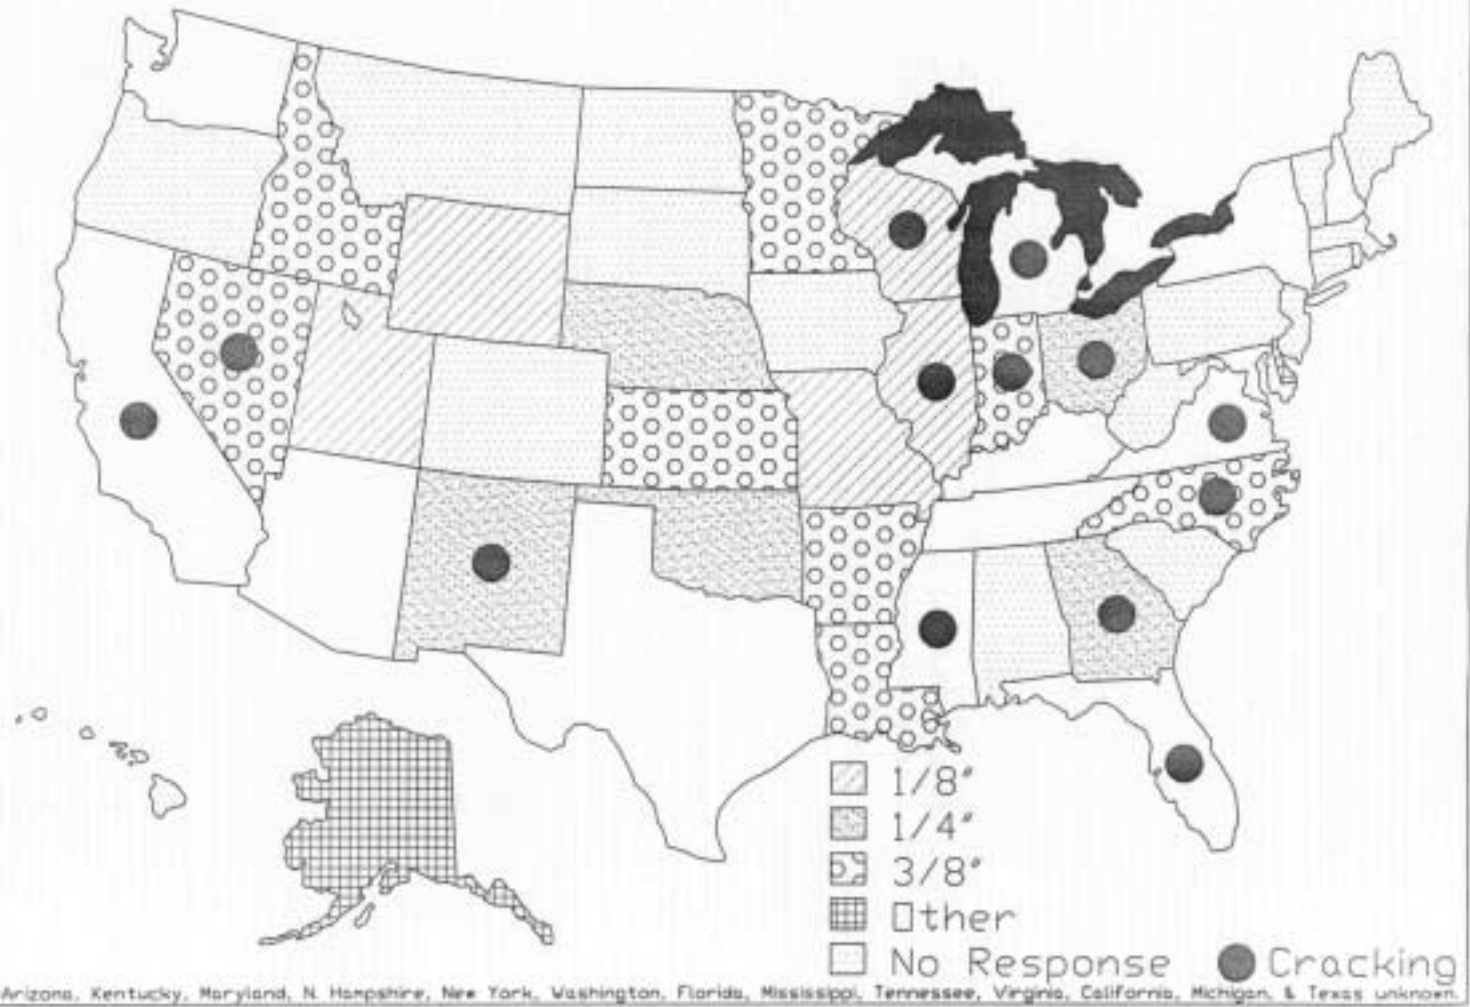 1/8"
1/4"
3/8"
Other
No Response
Cracking
Arizona, Kentucky, Maryland, N. Hampshire, New York, Washington, Florida, Mississippi, Tennessee, Virginia, California, Michigan, & Texas unknown.